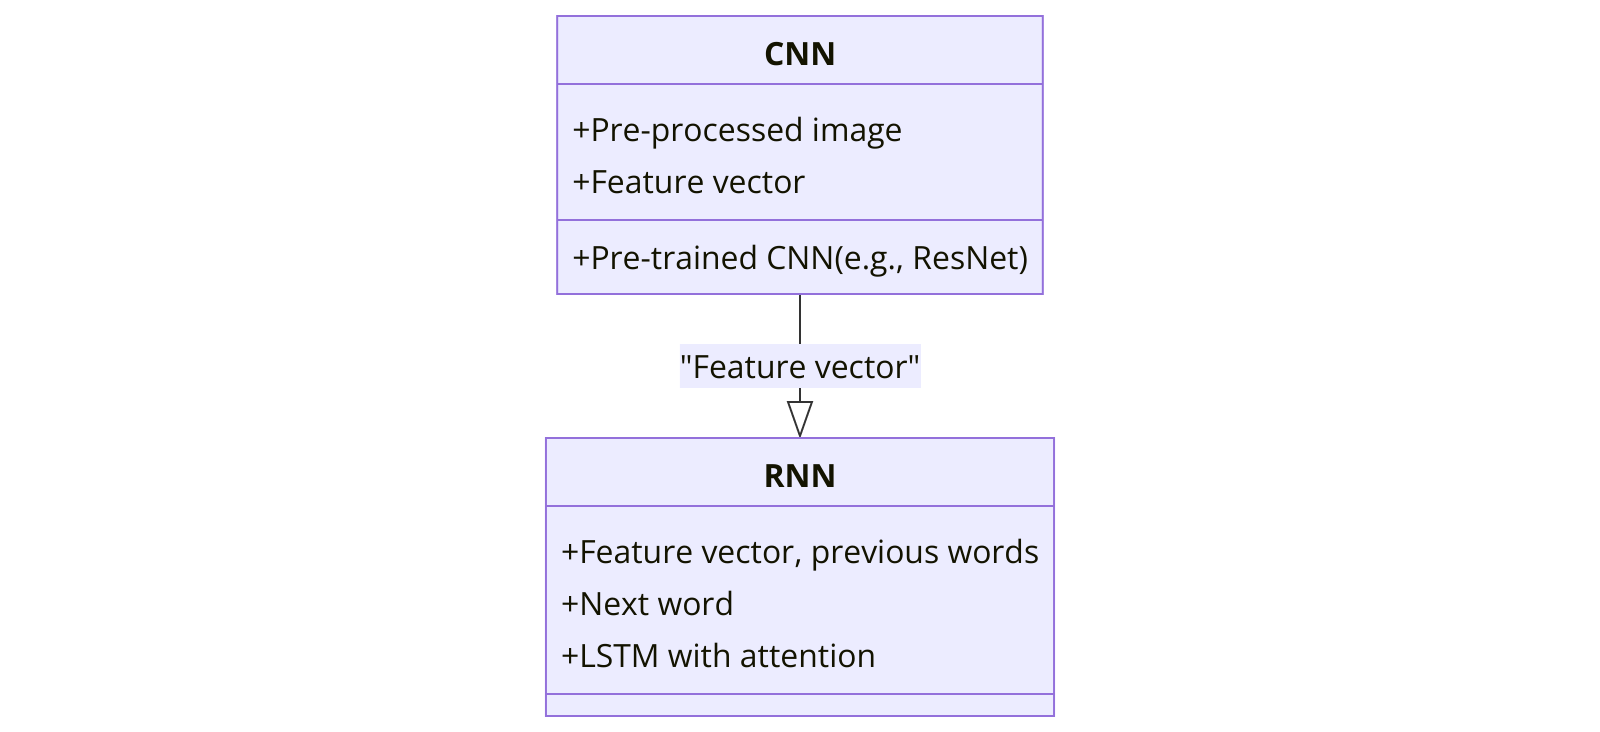 CNN
+Pre-processed image
+Feature vector
+Pre-trained CNN(e.g., ResNet)
"Feature vector"
RNN
+Feature vector, previous words
+Next word
+LSTM with attention